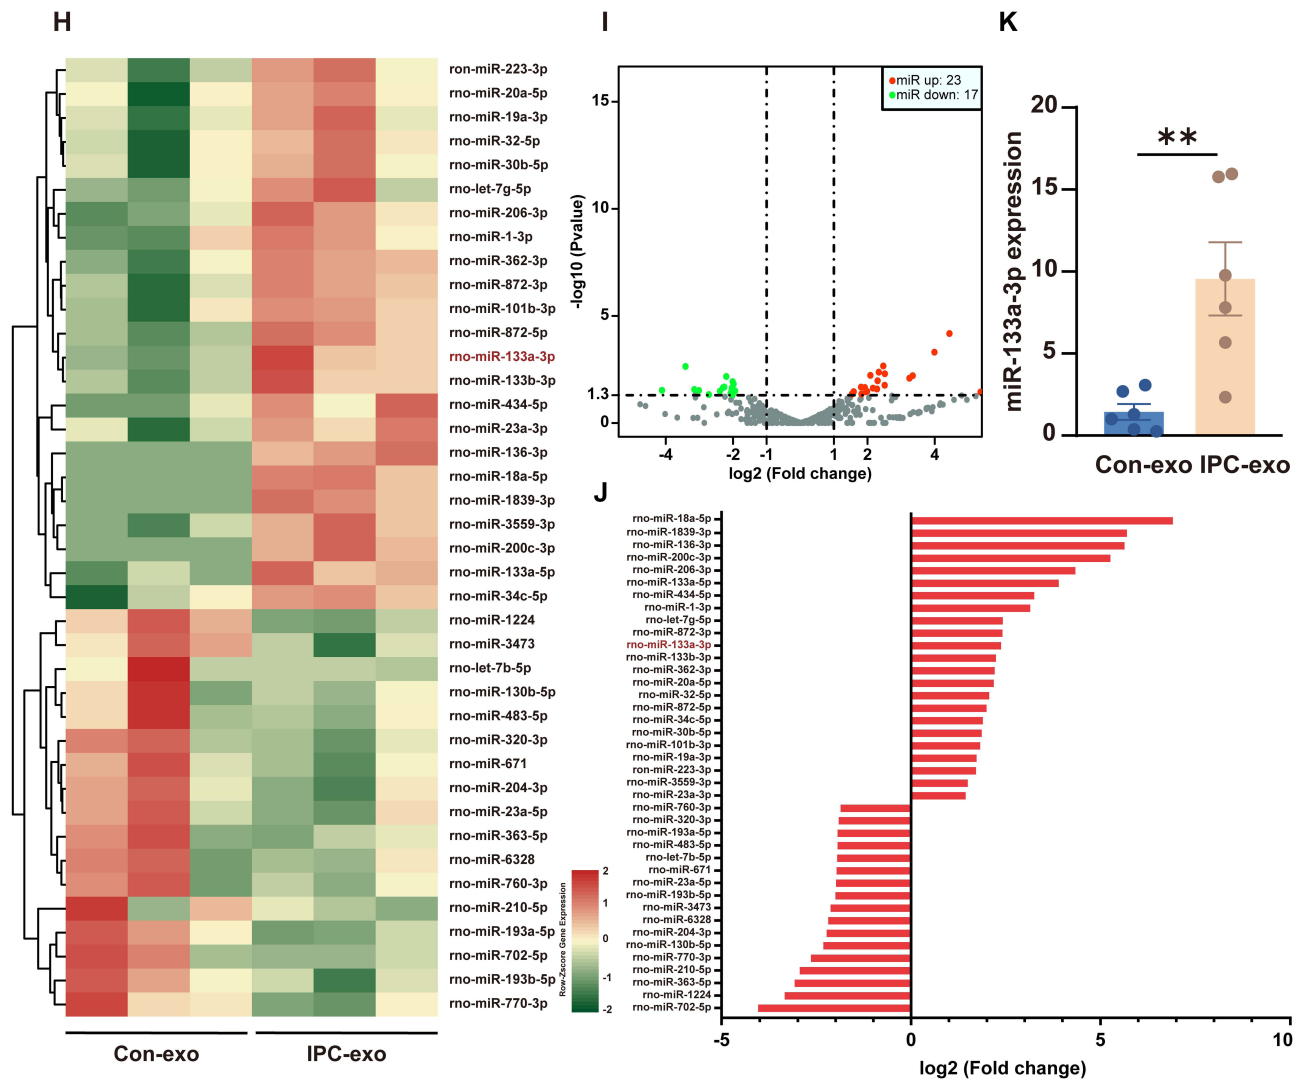 H
ron-miR-223-3p
rno-miR-20a-5p
rno-miR-19a-3p
rno-miR-32-5p
rno-miR-30b-5p
rno-let-7g-5p
rno-miR-206-3p
rno-miR-1-3p
rno-miR-362-3p
rno-miR-872-3p
rno-miR-101b-3p
rno-miR-872-5p
rno-miR-133a-3p
rno-miR-133b-3p
rno-miR-434-5p
rno-miR-23a-3p
rno-miR-136-3p
rno-miR-18a-5p
rno-miR-1839-3p
rno-miR-3559-3p
rno-miR-200c-3p
rno-miR-133a-5p
rno-miR-34c-5p
rno-miR-1224
rno-miR-3473
rno-let-7b-5p
rno-miR-130b-5p
rno-miR-483-5p
rno-miR-320-3p
rno-miR-671
rno-miR-204-3p
rno-miR-23a-5p
rno-miR-363-5p
rno-miR-6328
rno-miR-760-3p
rno-miR-210-5p
rno-miR-193a-5p
rno-miR-702-5p
rno-miR-193b-5p
rno-miR-770-3p
Con-exo
IPC-exo
Row-Zscore Gene Expression
2
1
0
-1
-2
I
miR up: 23
miR down: 17
-log10 (Pvalue)
15
10
5
1.3
0
-4
-2
-1
1
2
4
log2 (Fold change)
J
rno-miR-18a-5p
rno-miR-1839-3p
rno-miR-136-3p
rno-miR-200c-3p
rno-miR-206-3p
rno-miR-133a-5p
rno-miR-434-5p
rno-miR-1-3p
rno-let-7g-5p
rno-miR-872-3p
rno-miR-133a-3p
rno-miR-133b-3p
rno-miR-362-3p
rno-miR-20a-5p
rno-miR-32-5p
rno-miR-872-5p
rno-miR-34c-5p
rno-miR-30b-5p
rno-miR-101b-3p
rno-miR-19a-3p
ron-miR-223-3p
rno-miR-3559-3p
rno-miR-23a-3p
rno-miR-760-3p
rno-miR-320-3p
rno-miR-193a-5p
rno-miR-483-5p
rno-let-7b-5p
rno-miR-671
rno-miR-23a-5p
rno-miR-193b-5p
rno-miR-3473
rno-miR-6328
rno-miR-204-3p
rno-miR-130b-5p
rno-miR-770-3p
rno-miR-210-5p
rno-miR-363-5p
rno-miR-1224
rno-miR-702-5p
-5
0
5
10
log2 (Fold change)
K
miR-133a-3p expression
20
15
10
5
0
**
Con-exo
IPC-exo